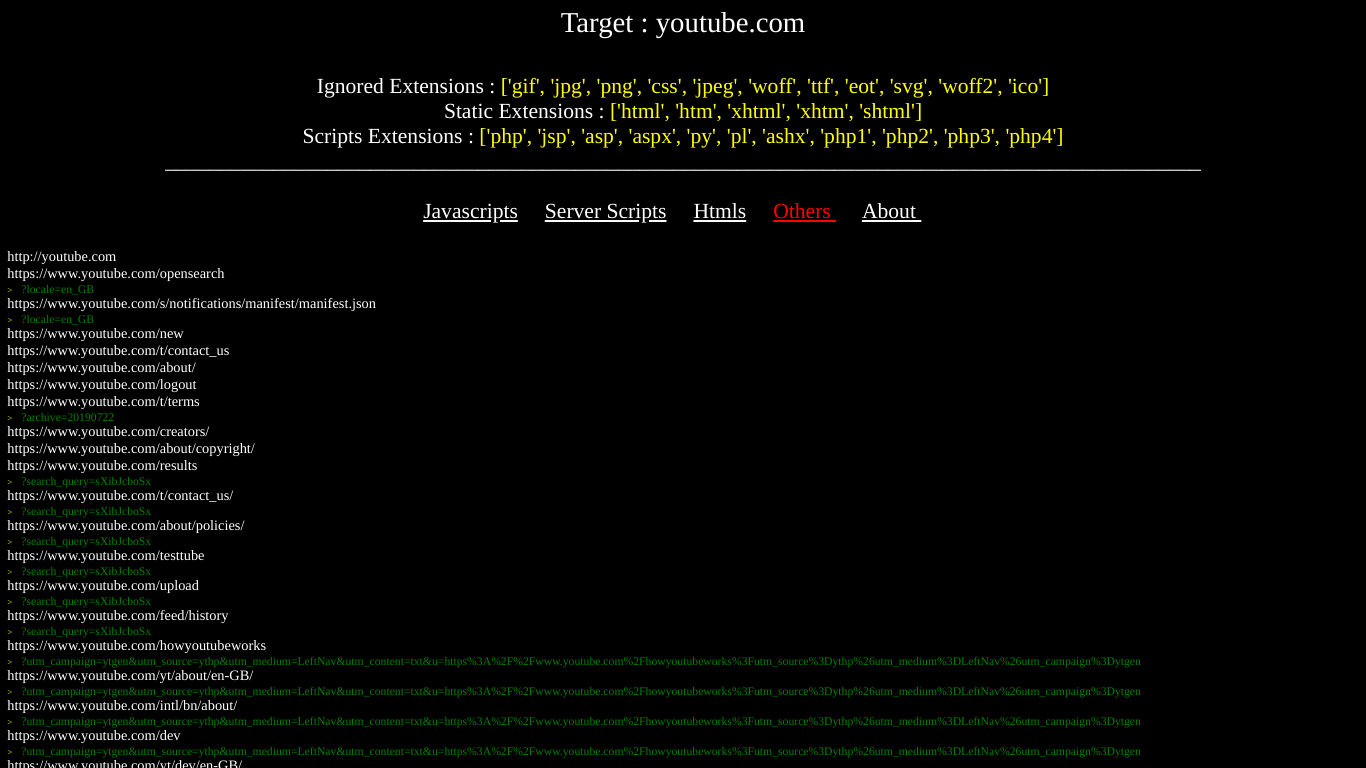 Target : youtube.com
Ignored Extensions : ['gif', 'jpg', 'png', 'css', 'jpeg', 'woff', 'ttf', 'eot', 'svg', 'woff2', 'ico']
Static Extensions : ['html', 'htm', 'xhtml', 'xhtm', 'shtml']
Scripts Extensions : ['php', 'jsp', 'asp', 'aspx', 'py', 'pl', 'ashx', 'php1', 'php2', 'php3', 'php4']
Javascripts Server Scripts Htmls Others About
http://youtube.com
https://www.youtube.com/opensearch
> ?locale=en_GB
https://www.youtube.com/s/notifications/manifest/manifest.json
> ?locale=en_GB
https://www.youtube.com/new
https://www.youtube.com/t/contact_us
https://www.youtube.com/about/
https://www.youtube.com/logout
https://www.youtube.com/t/terms
> ?archive=20190722
https://www.youtube.com/creators/
https://www.youtube.com/about/copyright/
https://www.youtube.com/results
> ?search_query=sXibJcboSx
https://www.youtube.com/t/contact_us/
> ?search_query=sXibJcboSx
https://www.youtube.com/about/policies/
> ?search_query=sXibJcboSx
https://www.youtube.com/testtube
> ?search_query=sXibJcboSx
https://www.youtube.com/upload
> ?search_query=sXibJcboSx
https://www.youtube.com/feed/history
> ?search_query=sXibJcboSx
https://www.youtube.com/howyoutubeworks
> ?utm_campaign=ytgen&utm_source=ythp&utm_medium=LeftNav&utm_content=txt&u=https%3A%2F%2Fwww.youtube.com%2Fhowyoutubeworks%3Futm_source%3Dythp%26utm_medium%3DLeftNav%26utm_campaign%3Dytgen
https://www.youtube.com/yt/about/en-GB/
> ?utm_campaign=ytgen&utm_source=ythp&utm_medium=LeftNav&utm_content=txt&u=https%3A%2F%2Fwww.youtube.com%2Fhowyoutubeworks%3Futm_source%3Dythp%26utm_medium%3DLeftNav%26utm_campaign%3Dytgen
https://www.youtube.com/intl/bn/about/
> ?utm_campaign=ytgen&utm_source=ythp&utm_medium=LeftNav&utm_content=txt&u=https%3A%2F%2Fwww.youtube.com%2Fhowyoutubeworks%3Futm_source%3Dythp%26utm_medium%3DLeftNav%26utm_campaign%3Dytgen
https://www.youtube.com/dev
> ?utm_campaign=ytgen&utm_source=ythp&utm_medium=LeftNav&utm_content=txt&u=https%3A%2F%2Fwww.youtube.com%2Fhowyoutubeworks%3Futm_source%3Dythp%26utm_medium%3DLeftNav%26utm_campaign%3Dytgen
https://www.youtube.com/yt/dev/en-GB/